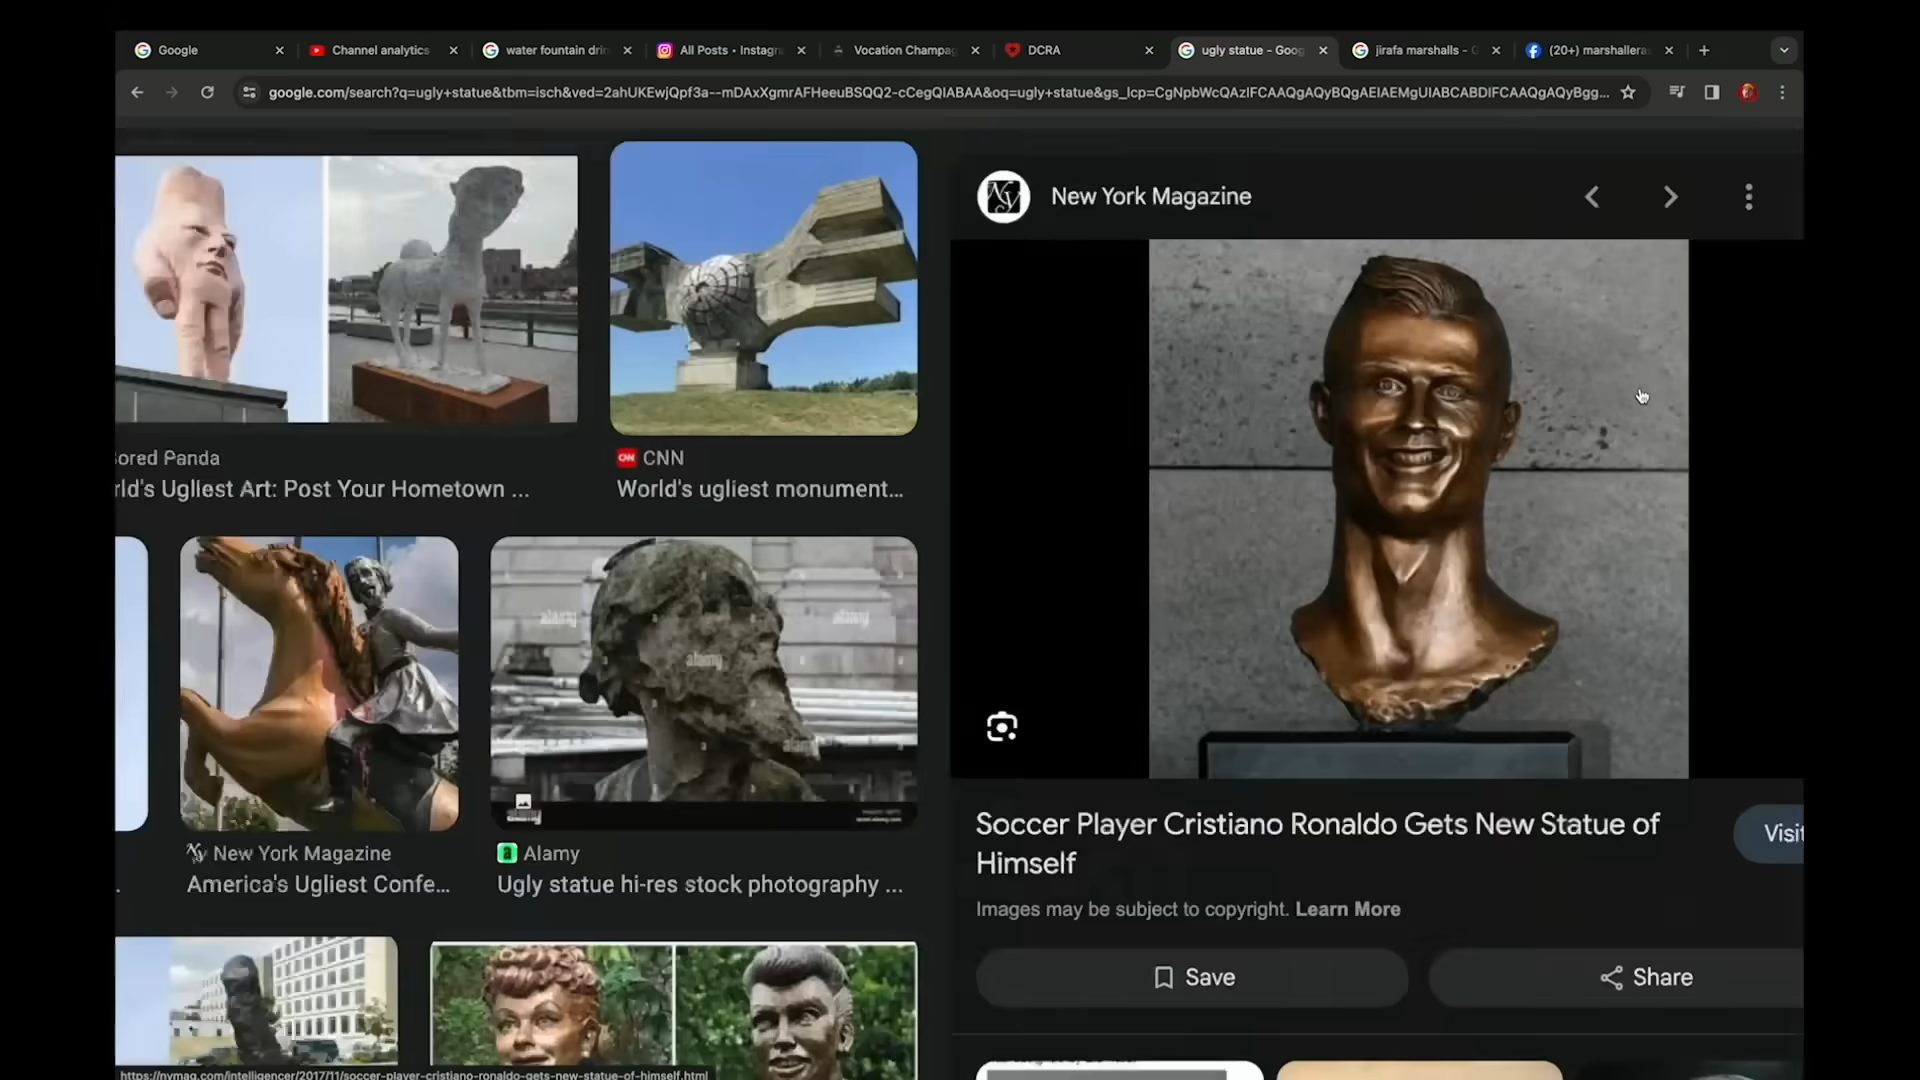 Google
Channel analytics
water fountain drin
All Posts • Instagr
Vocation Champag
DCRA
ugly statue - Goog
jirafa marshalls - G
(20+) marshallera
google.com/search?q=ugly+statue&tbm=isch&ved=2ahUKEwjQpf3a--mDAxXgmrAFHeeuBSQQ2-cCegQIABAA&oq=ugly+statue&gs_lcp=CgNpbWcQAzIFCAAQgAQyBQgAEIAEMgUIABCABDIFCAAQgAQyBgg...
New York Magazine
ored Panda
rld's Ugliest Art: Post Your Hometown ...
CNN
World's ugliest monument...
alamy
alamy
alamy
New York Magazine
America's Ugliest Confe...
a Alamy
Ugly statue hi-res stock photography ...
Soccer Player Cristiano Ronaldo Gets New Statue of
Himself
Visit
Images may be subject to copyright. Learn More
Save
Share
https://nymag.com/intelligencer/2017/11/soccer-player-cristiano-ronaldo-gets-new-statue-of-himself.html